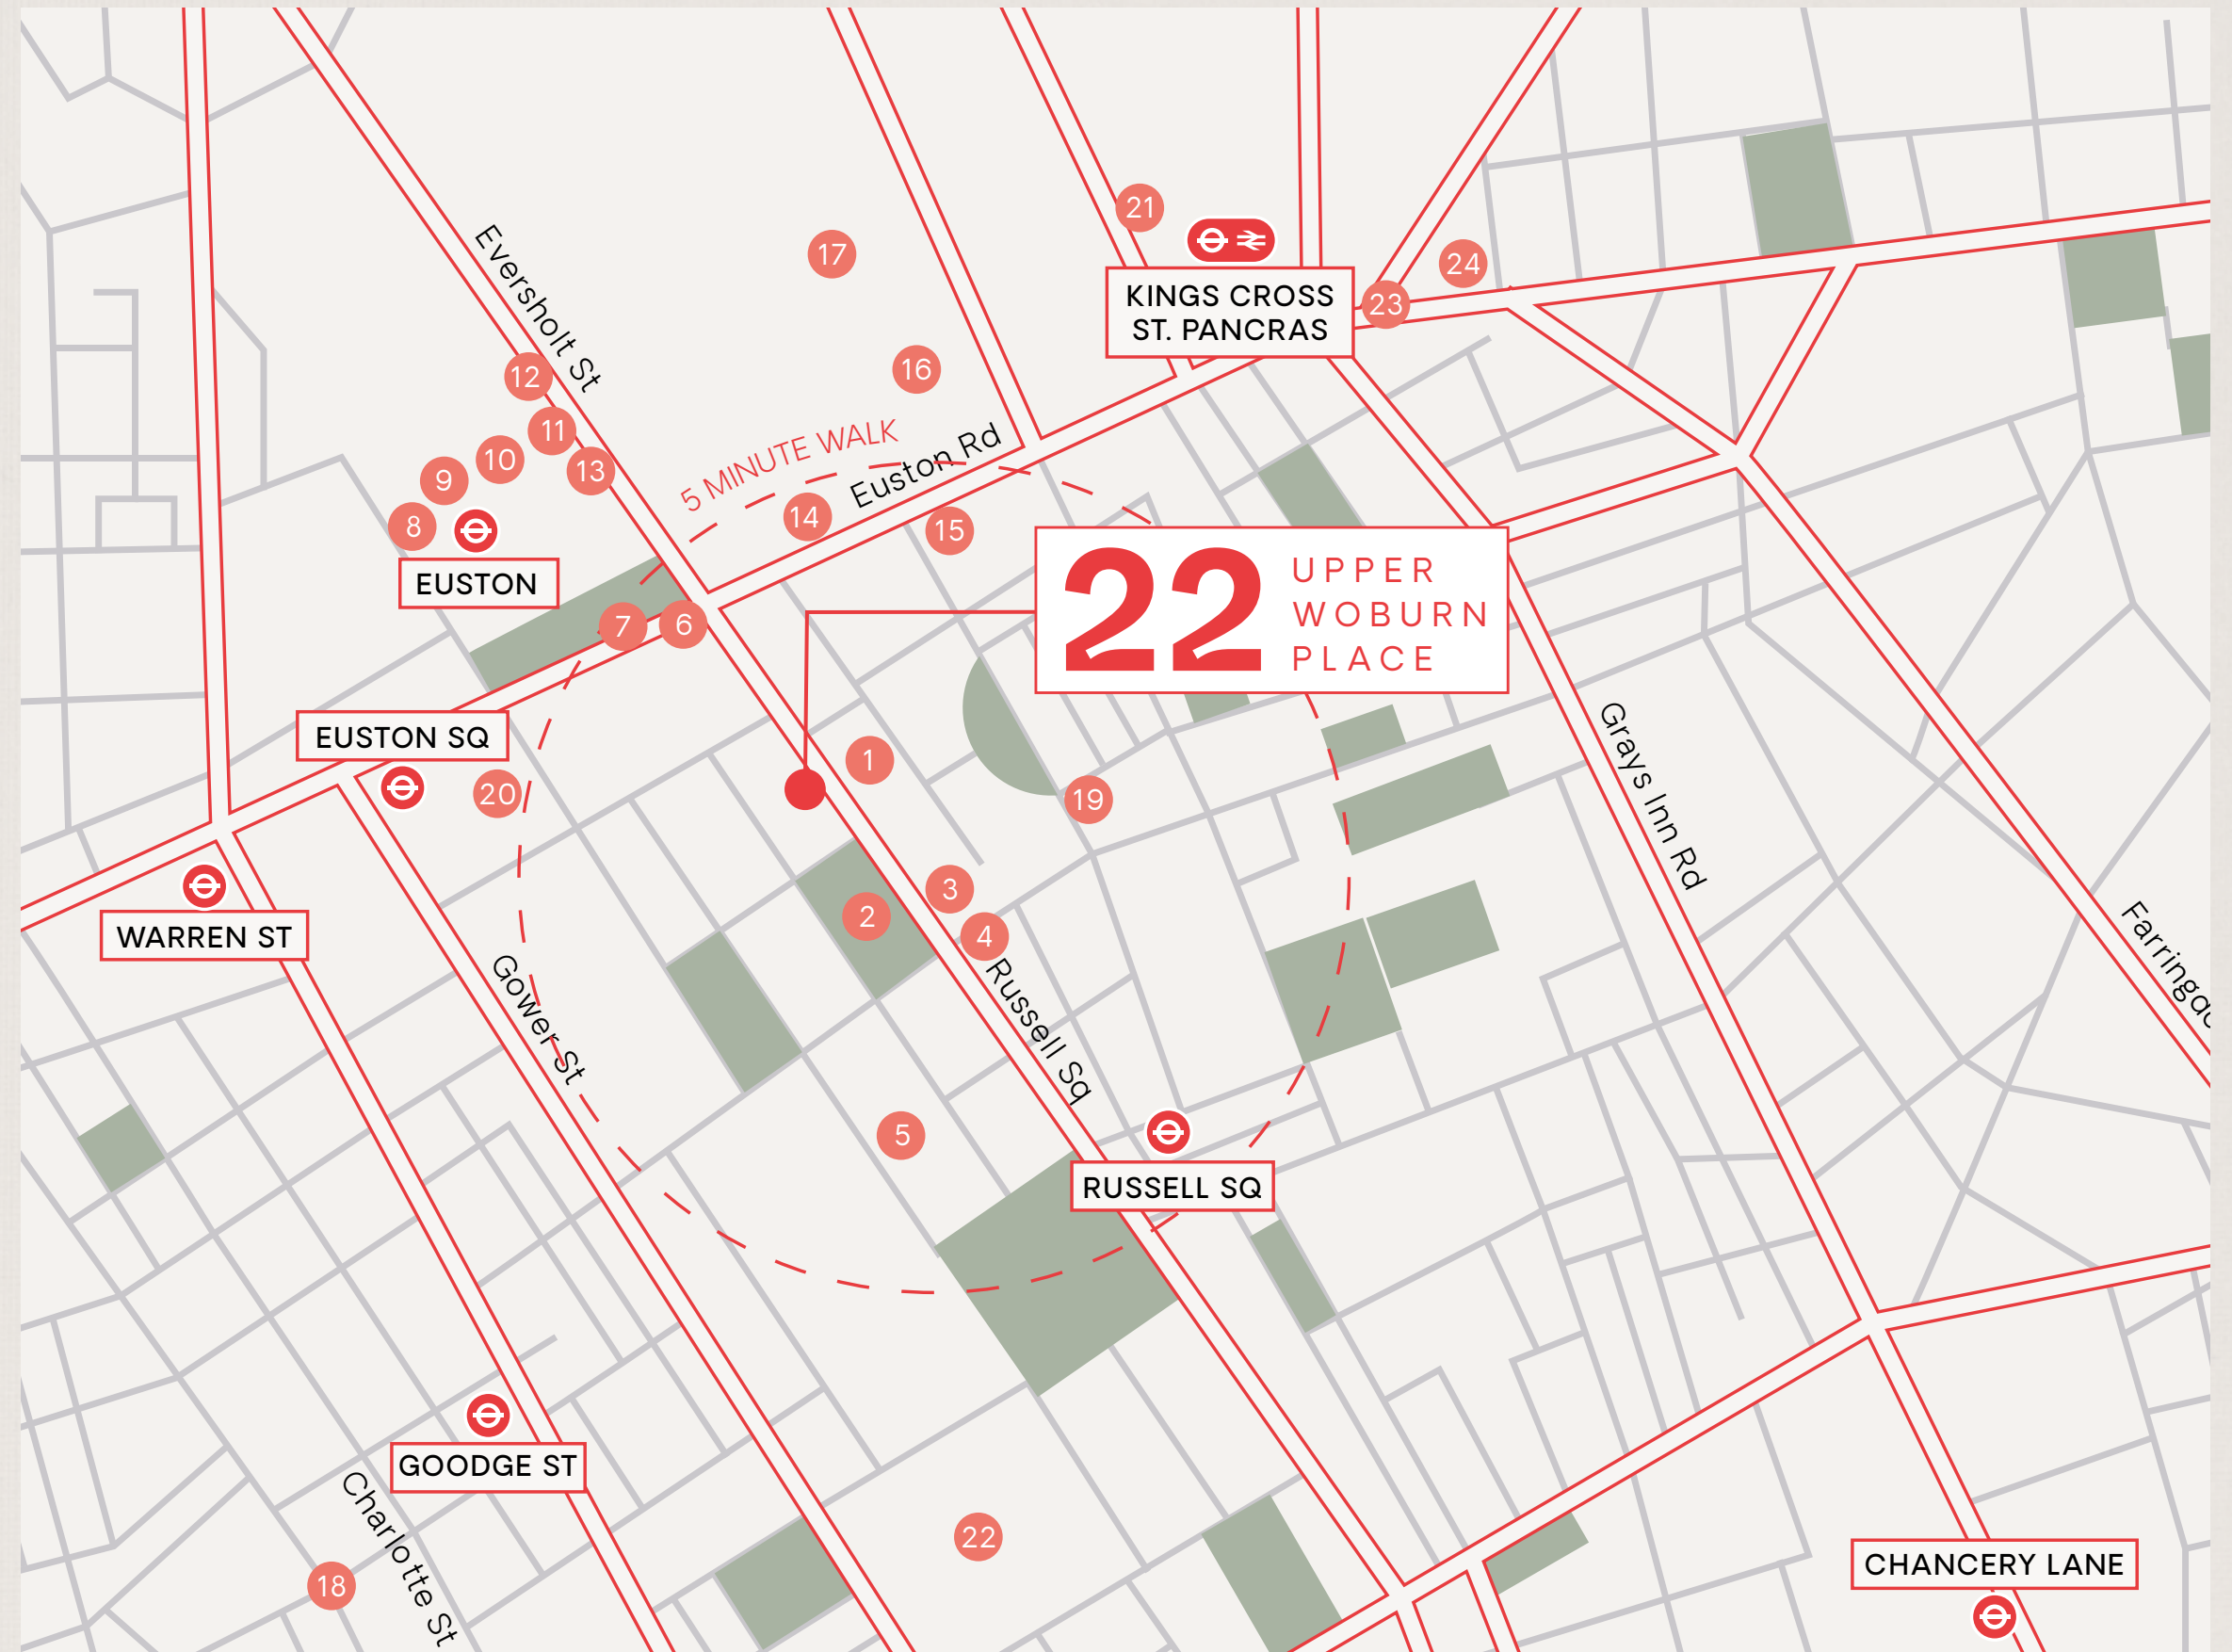 21
17
24
KINGS CROSS
ST. PANCRAS
23
Eversholt St
12
16
11
5 MINUTE WALK
Euston Rd
10
13
9
14
8
15
EUSTON
22 UPPER
WOBURN
PLACE
7
6
EUSTON SQ
1
20
19
Grays Inn Rd
3
2
WARREN ST
4
Gower St
Russell Sq
Farringdo
5
RUSSELL SQ
GOODGE ST
Charlotte St
22
CHANCERY LANE
18